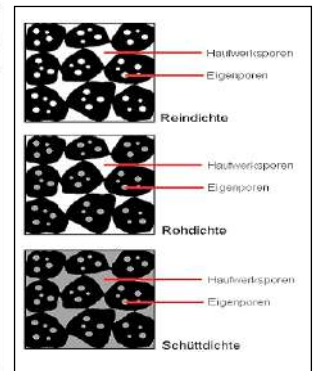 Haufwerksporen
Eigenporen
Reindichte
Haufwerksporen
Eigenporen
Rohdichte
Haufwerksporen
Eigenporen
Schüttdichte